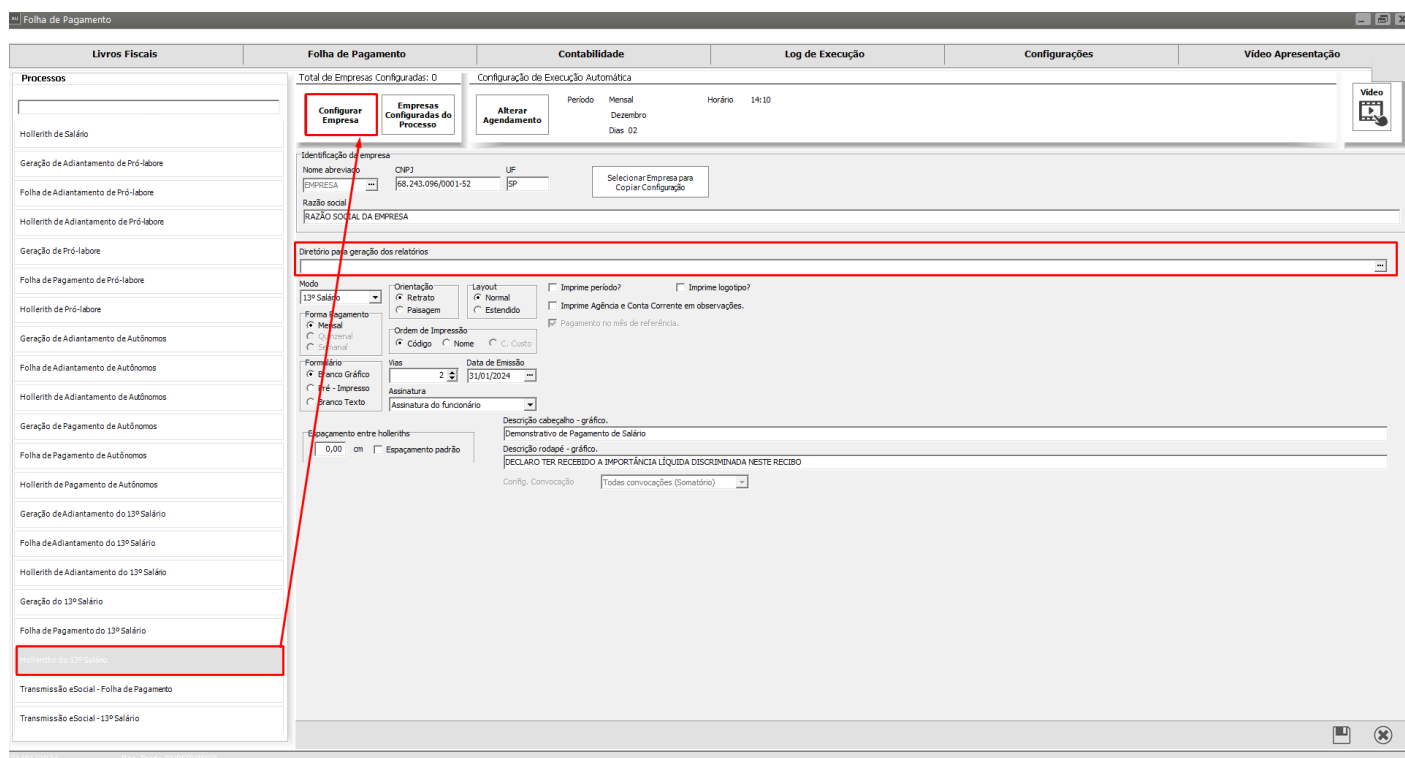 Folha de Pagamento
Livros Fiscais
Folha de Pagamento
Contabilidade
Log de Execução
Configurações
Vídeo Apresentação
Processos
Hollerith de Salário
Geração de Adiantamento de Pró-labore
Folha de Adiantamento de Pró-labore
Hollerith de Adiantamento de Pró-labore
Geração de Pró-labore
Folha de Pagamento de Pró-labore
Hollerith de Pró-labore
Geração de Adiantamento de Autônomos
Folha de Adiantamento de Autônomos
Hollerith de Adiantamento de Autônomos
Geração de Pagamento de Autônomos
Folha de Pagamento de Autônomos
Hollerith de Pagamento de Autônomos
Geração de Adiantamento do 13º Salário
Folha de Adiantamento do 13º Salário
Hollerith de Adiantamento do 13º Salário
Geração do 13º Salário
Folha de Pagamento do 13º Salário
Holleriths do 13º Salário
Transmissão eSocial - Folha de Pagamento
Transmissão eSocial - 13º Salário
Total de Empresas Configuradas: 0
Configurar
Empresa
Empresas
Configuradas do
Processo
Configuração de Execução Automática
Alterar
Agendamento
Período Mensal
Dezembro
Dias 02
Horário 14:10
Vídeo
Identificação da empresa
Nome abreviado CNPJ UF
EMPRESA ... 68.243.096/0001-52 SP
Selecionar Empresa para
Copiar Configuração
Razão social
RAZÃO SOCIAL DA EMPRESA
Diretório para geração dos relatórios
...
Modo
13º Salário
Orientação
Retrato
Paisagem
Layout
Normal
Estendido
Imprime período?
Imprime logotipo?
Imprime Agência e Conta Corrente em observações.
Pagamento no mês de referência.
Forma Pagamento
Mensal
Quinzenal
Semanal
Ordem de Impressão
Código Nome C. Custo
Formulário
Branco Gráfico
Pré - Impresso
Branco Texto
Vias
2
Data de Emissão
31/01/2024 ...
Assinatura
Assinatura do funcionário
Espaçamento entre holleriths
0,00 cm Espaçamento padrão
Descrição cabeçalho - gráfico.
Demonstrativo de Pagamento de Salário
Descrição rodapé - gráfico.
DECLARO TER RECEBIDO A IMPORTÂNCIA LÍQUIDA DISCRIMINADA NESTE RECIBO
Config. Convocação Todas convocações (Somatório)